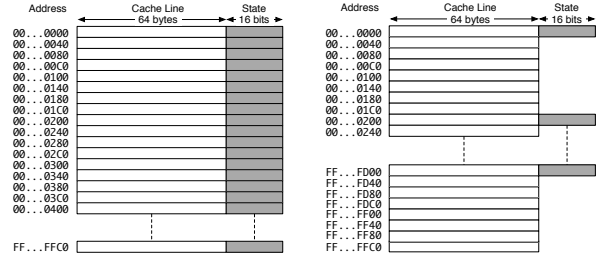 Address Cache Line State
64 bytes 16 bits
00...0000
00...0040
00...0080
00...00C0
00...0100
00...0140
00...0180
00...01C0
00...0200
00...0240
00...0280
00...02C0
00...0300
00...0340
00...0380
00...03C0
00...0400
FF...FFC0
Address Cache Line State
64 bytes 16 bits
00...0000
00...0040
00...0080
00...00C0
00...0100
00...0140
00...0180
00...01C0
00...0200
00...0240
FF...FD00
FF...FD40
FF...FD80
FF...FDC0
FF...FF00
FF...FF40
FF...FF80
FF...FFC0